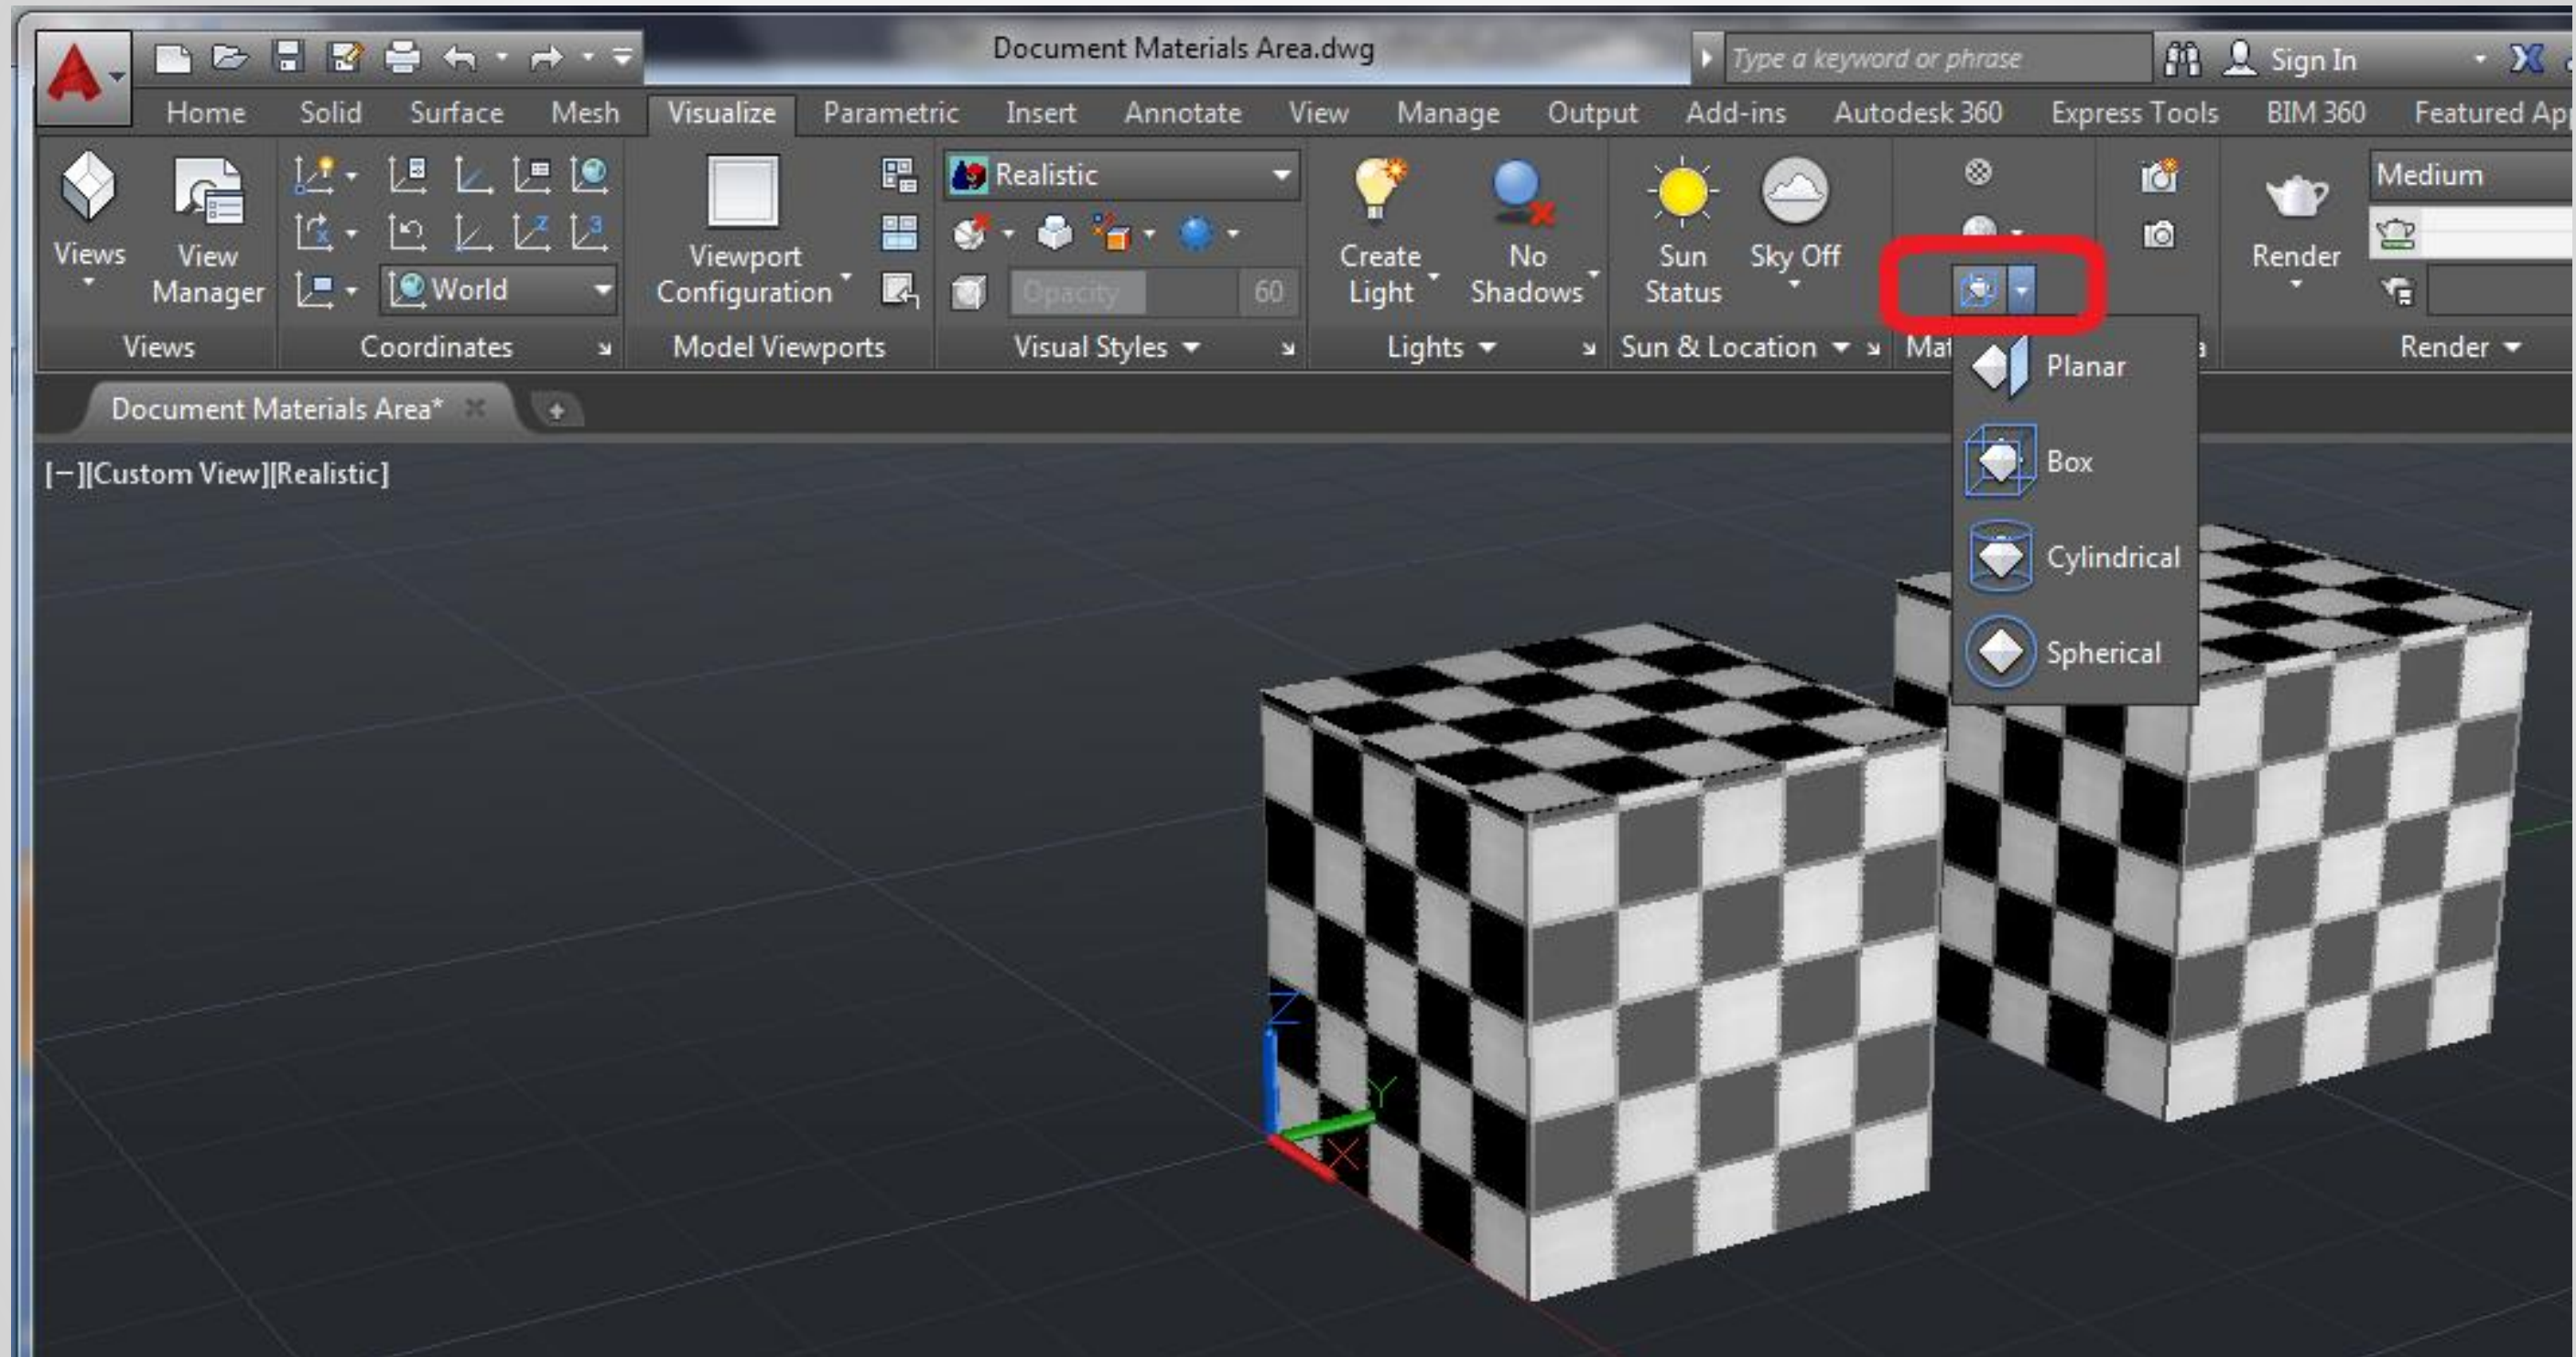 Document Materials Area.dwg
Type a keyword or phrase
Sign In
Home Solid Surface Mesh Visualize Parametric Insert Annotate View Manage Output Add-ins Autodesk 360 Express Tools BIM 360 Featured Ap
Views
View
Manager
World
Viewport
Configuration
Realistic
Opacity 60
Create
Light
No
Shadows
Sun
Status
Sky Off
Render
Medium
Views Coordinates Model Viewports Visual Styles Lights Sun & Location Mat a Render
Planar
Box
Cylindrical
Spherical
Document Materials Area*
[−][Custom View][Realistic]
Z
Y
X